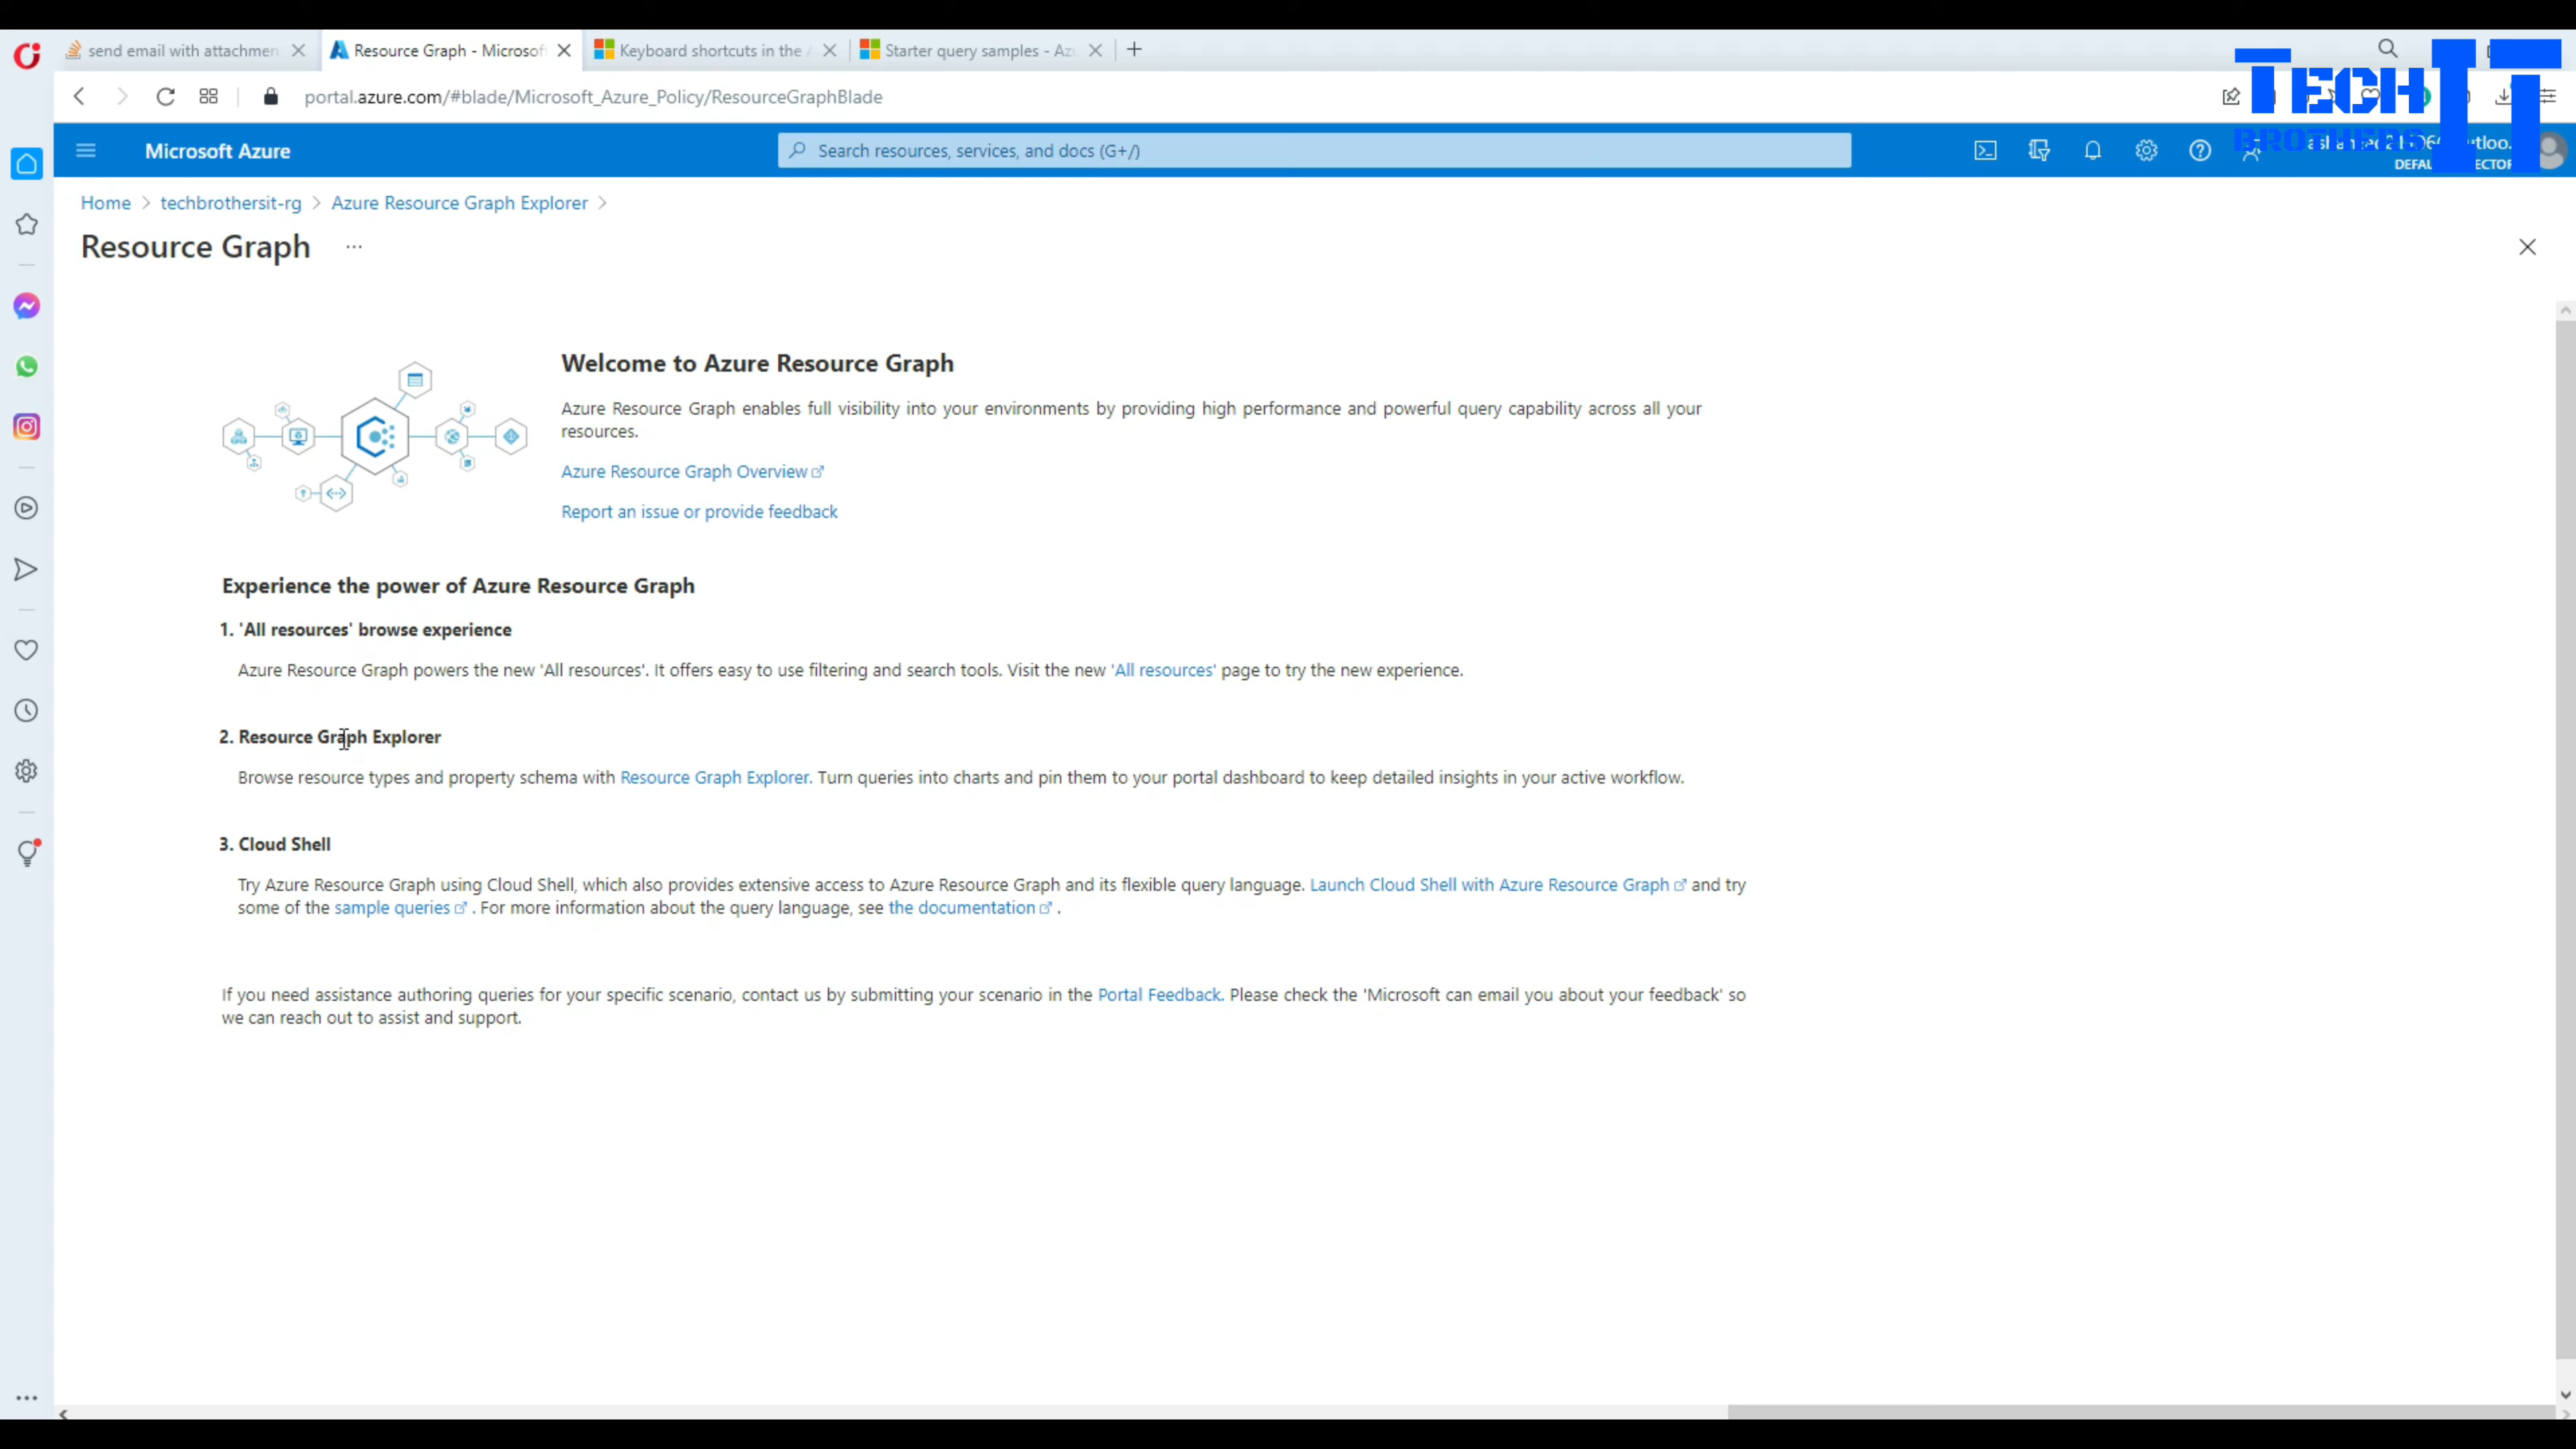 send email with attachmen
Resource Graph - Microsof
Keyboard shortcuts in the
Starter query samples - Az
portal.azure.com/#blade/Microsoft_Azure_Policy/ResourceGraphBlade
TECH IT
BROTHERS
Microsoft Azure
Search resources, services, and docs (G+/)
Home > techbrothersit-rg > Azure Resource Graph Explorer >
Resource Graph ...
Welcome to Azure Resource Graph
Azure Resource Graph enables full visibility into your environments by providing high performance and powerful query capability across all your
resources.
Azure Resource Graph Overview
Report an issue or provide feedback
Experience the power of Azure Resource Graph
1. 'All resources' browse experience
Azure Resource Graph powers the new 'All resources'. It offers easy to use filtering and search tools. Visit the new 'All resources' page to try the new experience.
2. Resource Graph Explorer
Browse resource types and property schema with Resource Graph Explorer. Turn queries into charts and pin them to your portal dashboard to keep detailed insights in your active workflow.
3. Cloud Shell
Try Azure Resource Graph using Cloud Shell, which also provides extensive access to Azure Resource Graph and its flexible query language. Launch Cloud Shell with Azure Resource Graph and try
some of the sample queries . For more information about the query language, see the documentation .
If you need assistance authoring queries for your specific scenario, contact us by submitting your scenario in the Portal Feedback. Please check the 'Microsoft can email you about your feedback' so
we can reach out to assist and support.